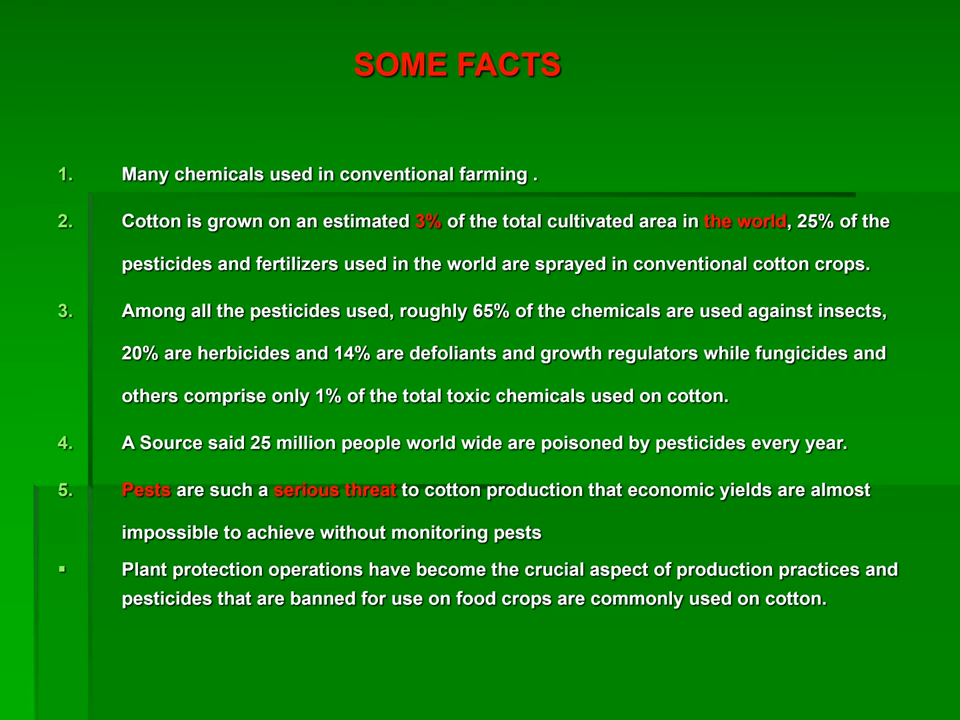 SOME FACTS
1. Many chemicals used in conventional farming .
2. Cotton is grown on an estimated 3% of the total cultivated area in the world, 25% of the
pesticides and fertilizers used in the world are sprayed in conventional cotton crops.
3. Among all the pesticides used, roughly 65% of the chemicals are used against insects,
20% are herbicides and 14% are defoliants and growth regulators while fungicides and
others comprise only 1% of the total toxic chemicals used on cotton.
4. A Source said 25 million people world wide are poisoned by pesticides every year.
5. Pests are such a serious threat to cotton production that economic yields are almost
impossible to achieve without monitoring pests
▪ Plant protection operations have become the crucial aspect of production practices and
pesticides that are banned for use on food crops are commonly used on cotton.